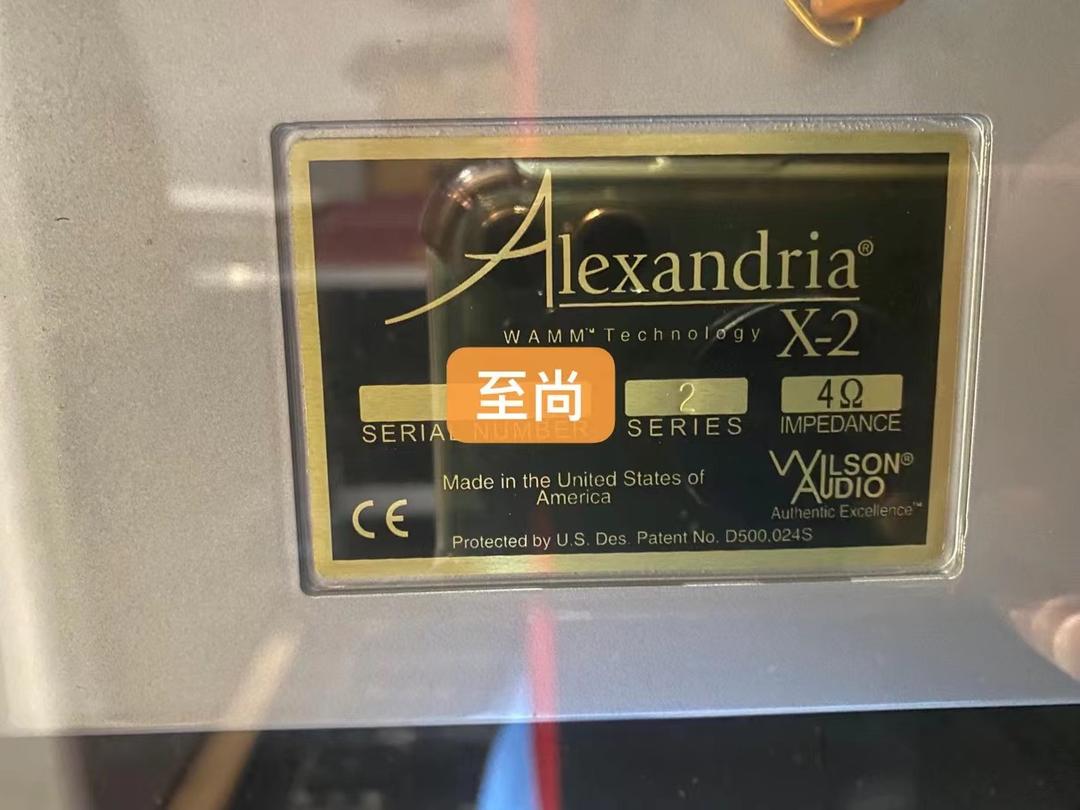 Alexandria®
WAMM™ Technology X-2
至尚
2
4Ω
SERIAL NUMBER
SERIES
IMPEDANCE
Made in the United States of
America
WILSON®
AUDIO
Authentic Excellence™
CE
Protected by U.S. Des. Patent No. D500,024S